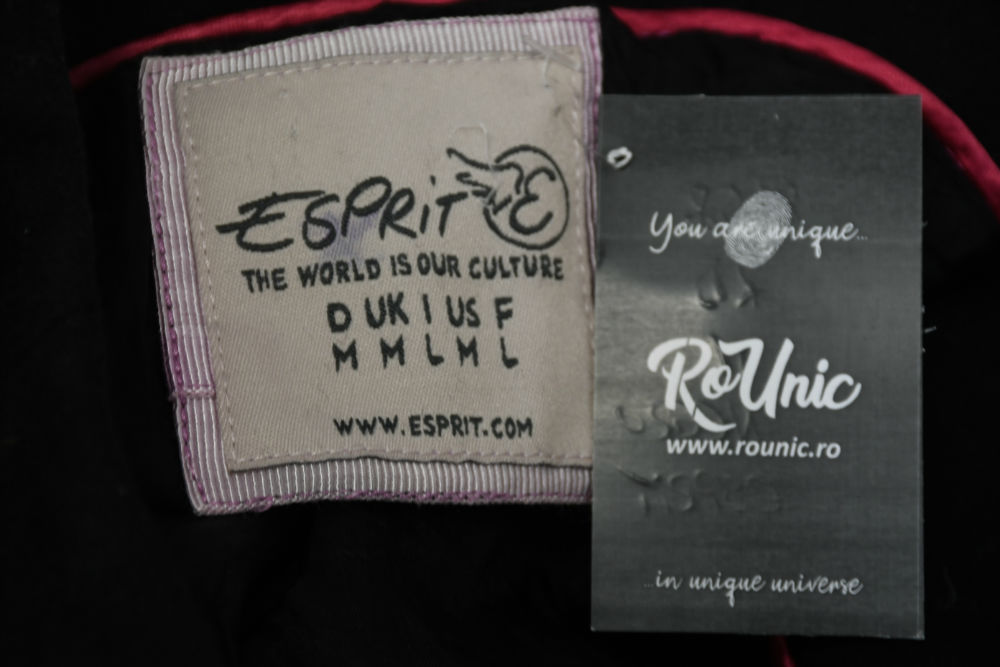 ESPRIT E
THE WORLD IS OUR CULTURE
D UK I US F
M M L M L
WWW.ESPRIT.COM
You are unique...
RoUnic
www.rounic.ro
...in unique universe